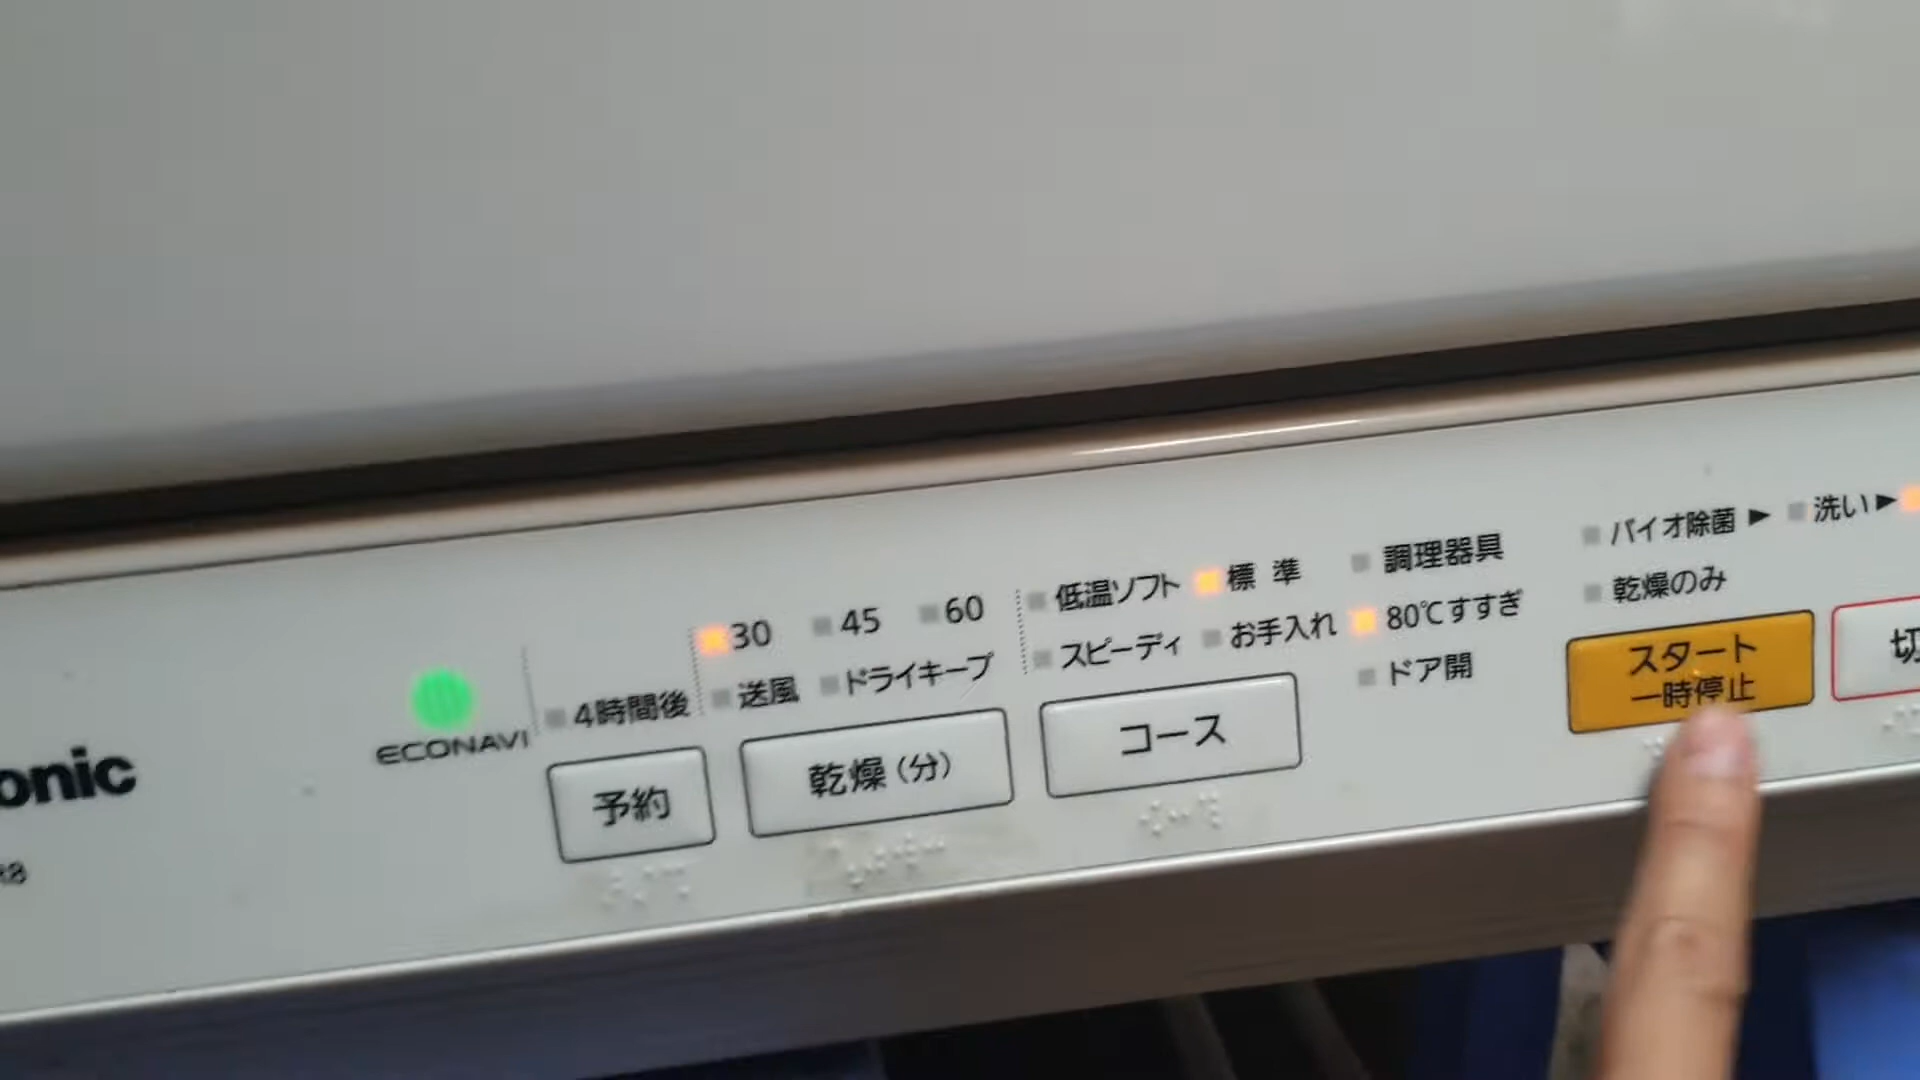 onic
R8
ECONAVI
4時間後
予約
30 45 60
送風 ドライキープ
乾燥(分)
低温ソフト 標 準 調理器具
スピーディ お手入れ 80℃すすぎ
ドア開
コース
バイオ除菌 ▶ 洗い ▶
乾燥のみ
スタート
一時停止
切